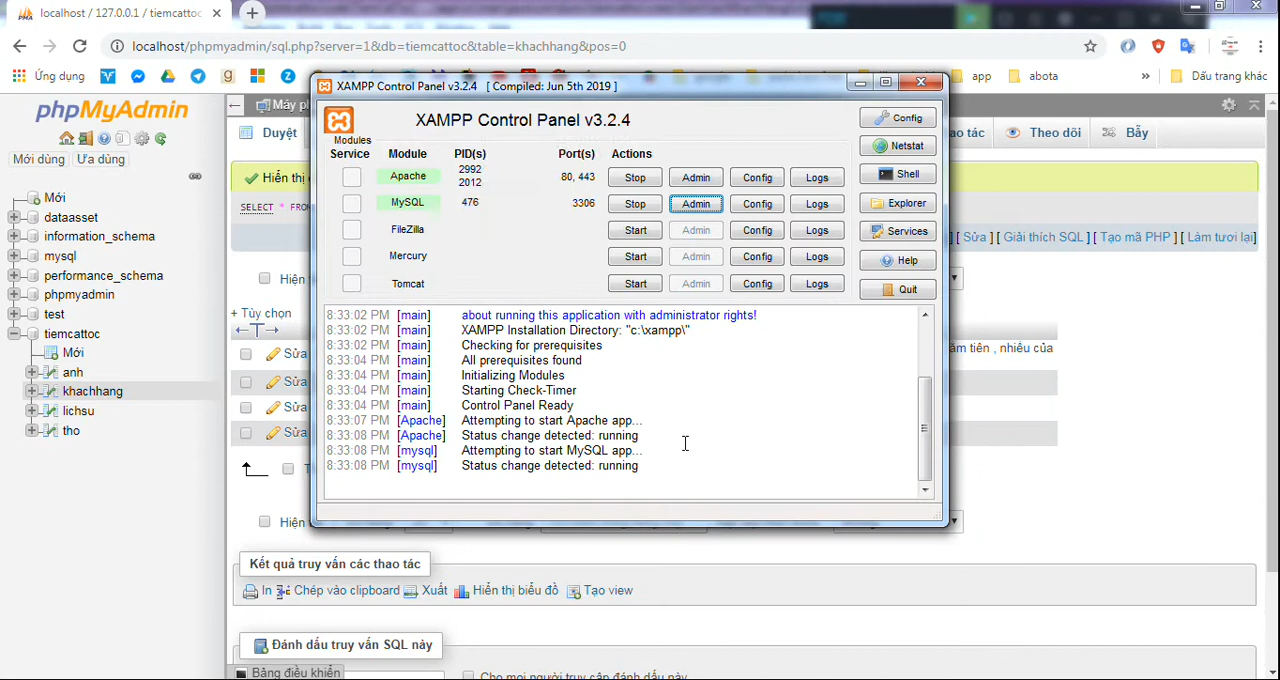 localhost / 127.0.0.1 / tiemcattoc
localhost/phpmyadmin/sql.php?server=1&db=tiemcattoc&table=khachhang&pos=0
Ứng dụng
app
abota
»
Dấu trang khác
phpMyAdmin
Mới dùng
Ưa dùng
Mới
dataasset
information_schema
mysql
performance_schema
phpmyadmin
test
tiemcattoc
Mới
anh
khachhang
lichsu
tho
Duyệt
ao tác
Theo dõi
Bẫy
Hiển thị
SELECT * FROM
[ Sửa ] [ Giải thích SQL ] [ Tạo mã PHP ] [ Làm tươi lại]
+ Tùy chọn
Sửa
Sửa
Sửa
Sửa
XAMPP Control Panel v3.2.4 [ Compiled: Jun 5th 2019 ]
XAMPP Control Panel v3.2.4
Modules
Service Module PID(s) Port(s) Actions
Apache 2992 2012 80, 443 Stop Admin Config Logs
MySQL 476 3306 Stop Admin Config Logs
FileZilla Start Admin Config Logs
Mercury Start Admin Config Logs
Tomcat Start Admin Config Logs
Config
Netstat
Shell
Explorer
Services
Help
Quit
8:33:02 PM [main] about running this application with administrator rights!
8:33:02 PM [main] XAMPP Installation Directory: "c:\xampp\"
8:33:02 PM [main] Checking for prerequisites
8:33:04 PM [main] All prerequisites found
8:33:04 PM [main] Initializing Modules
8:33:04 PM [main] Starting Check-Timer
8:33:04 PM [main] Control Panel Ready
8:33:07 PM [Apache] Attempting to start Apache app...
8:33:08 PM [Apache] Status change detected: running
8:33:08 PM [mysql] Attempting to start MySQL app...
8:33:08 PM [mysql] Status change detected: running
tiên , nhiều của
Kết quả truy vấn các thao tác
In Chép vào clipboard Xuất Hiển thị biểu đồ Tạo view
Đánh dấu truy vấn SQL này
Bảng điều khiển
Cho mọi người truy cập đánh dấu này